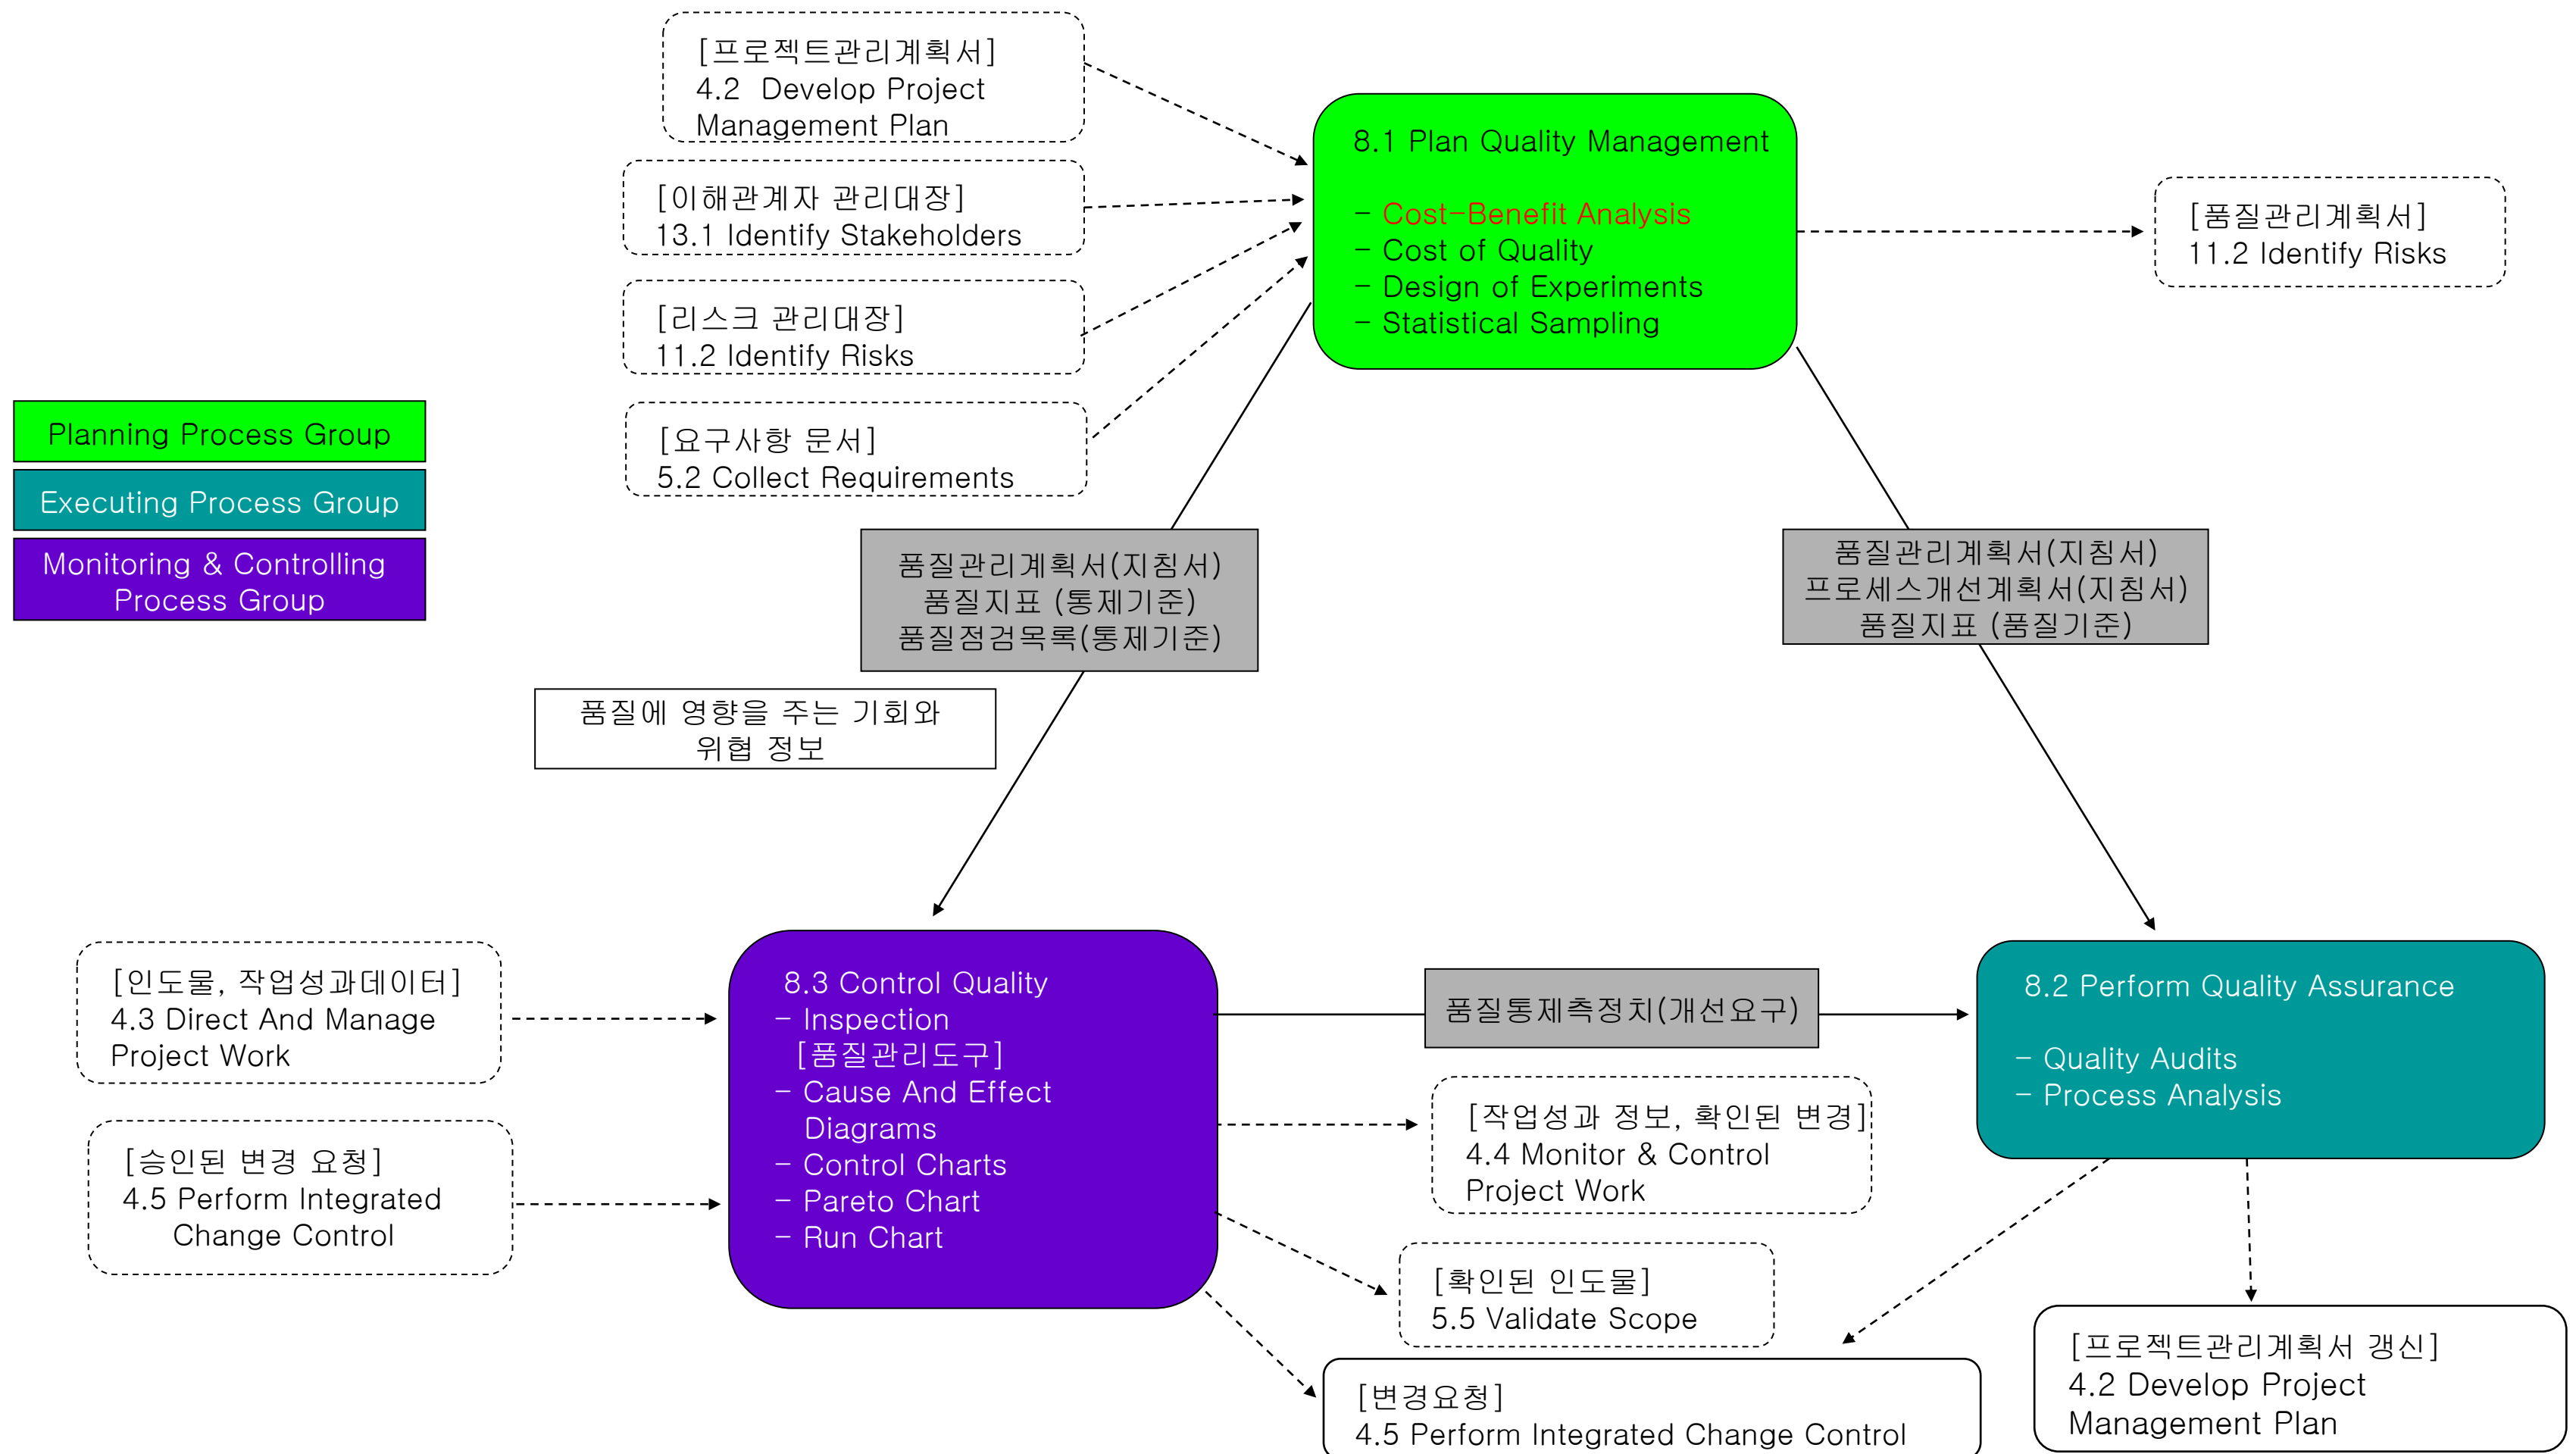 [프로젝트관리계획서]
4.2 Develop Project
Management Plan
8.1 Plan Quality Management
- Cost-Benefit Analysis
- Cost of Quality
- Design of Experiments
- Statistical Sampling
[이해관계자 관리대장]
13.1 Identify Stakeholders
[품질관리계획서]
11.2 Identify Risks
[리스크 관리대장]
11.2 Identify Risks
[요구사항 문서]
5.2 Collect Requirements
Planning Process Group
Executing Process Group
Monitoring & Controlling
Process Group
품질관리계획서(지침서)
품질지표 (통제기준)
품질점검목록(통제기준)
품질관리계획서(지침서)
프로세스개선계획서(지침서)
품질지표 (품질기준)
품질에 영향을 주는 기회와
위협 정보
[인도물, 작업성과데이터]
4.3 Direct And Manage
Project Work
[승인된 변경 요청]
4.5 Perform Integrated
Change Control
8.3 Control Quality
- Inspection
[품질관리도구]
- Cause And Effect
Diagrams
- Control Charts
- Pareto Chart
- Run Chart
품질통제측정치(개선요구)
8.2 Perform Quality Assurance
- Quality Audits
- Process Analysis
[작업성과 정보, 확인된 변경]
4.4 Monitor & Control
Project Work
[확인된 인도물]
5.5 Validate Scope
[변경요청]
4.5 Perform Integrated Change Control
[프로젝트관리계획서 갱신]
4.2 Develop Project
Management Plan